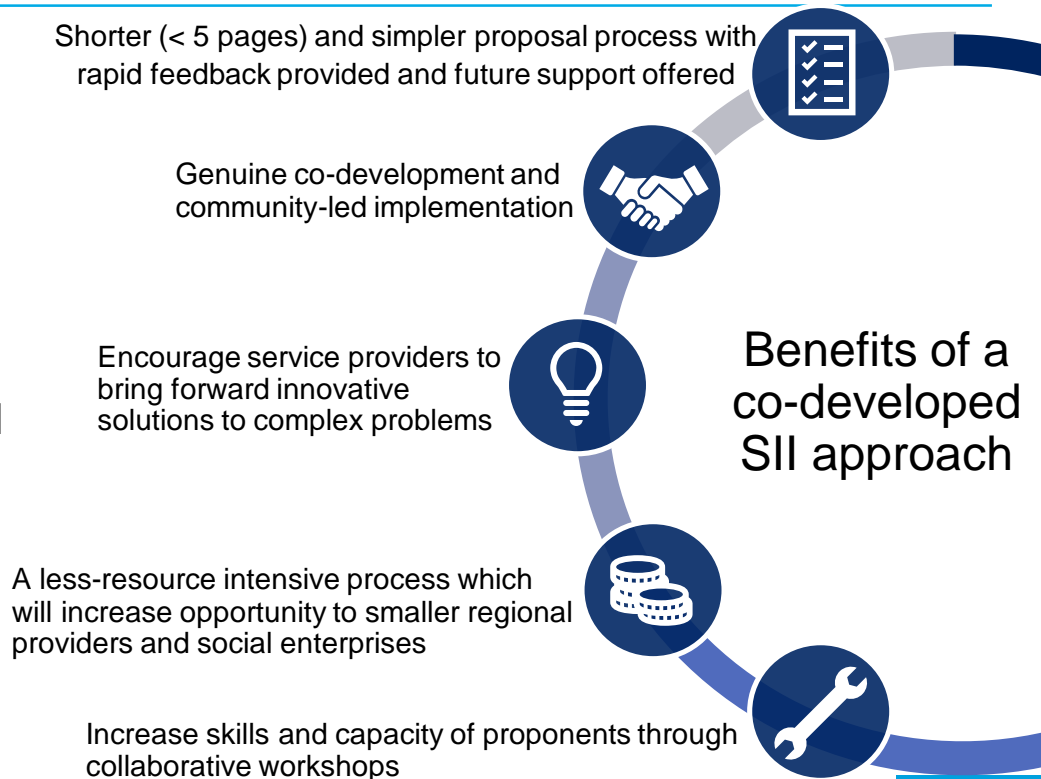 Shorter (< 5 pages) and simpler proposal process with
rapid feedback provided and future support offered
Genuine co-development and
community-led implementation
Encourage service providers to
bring forward innovative
solutions to complex problems
Benefits of a
co-developed
SII approach
A less-resource intensive process which
will increase opportunity to smaller regional
providers and social enterprises
Increase skills and capacity of proponents through
collaborative workshops